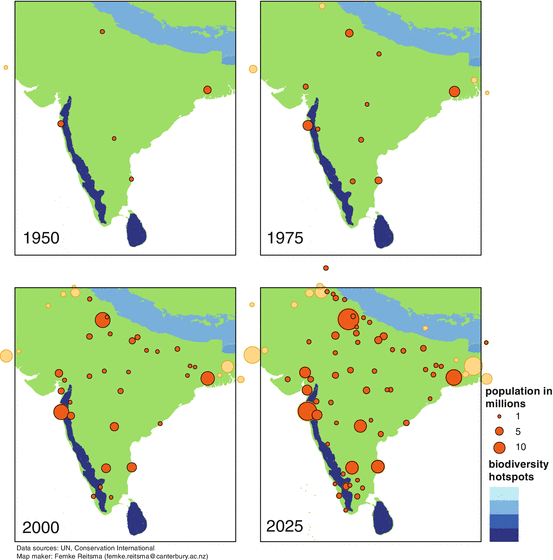 1950
1975
2000
2025
population in
millions
1
5
10
biodiversity
hotspots
Data sources: UN, Conservation International
Map maker: Femke Reitsma (femke.reitsma@canterbury.ac.nz)